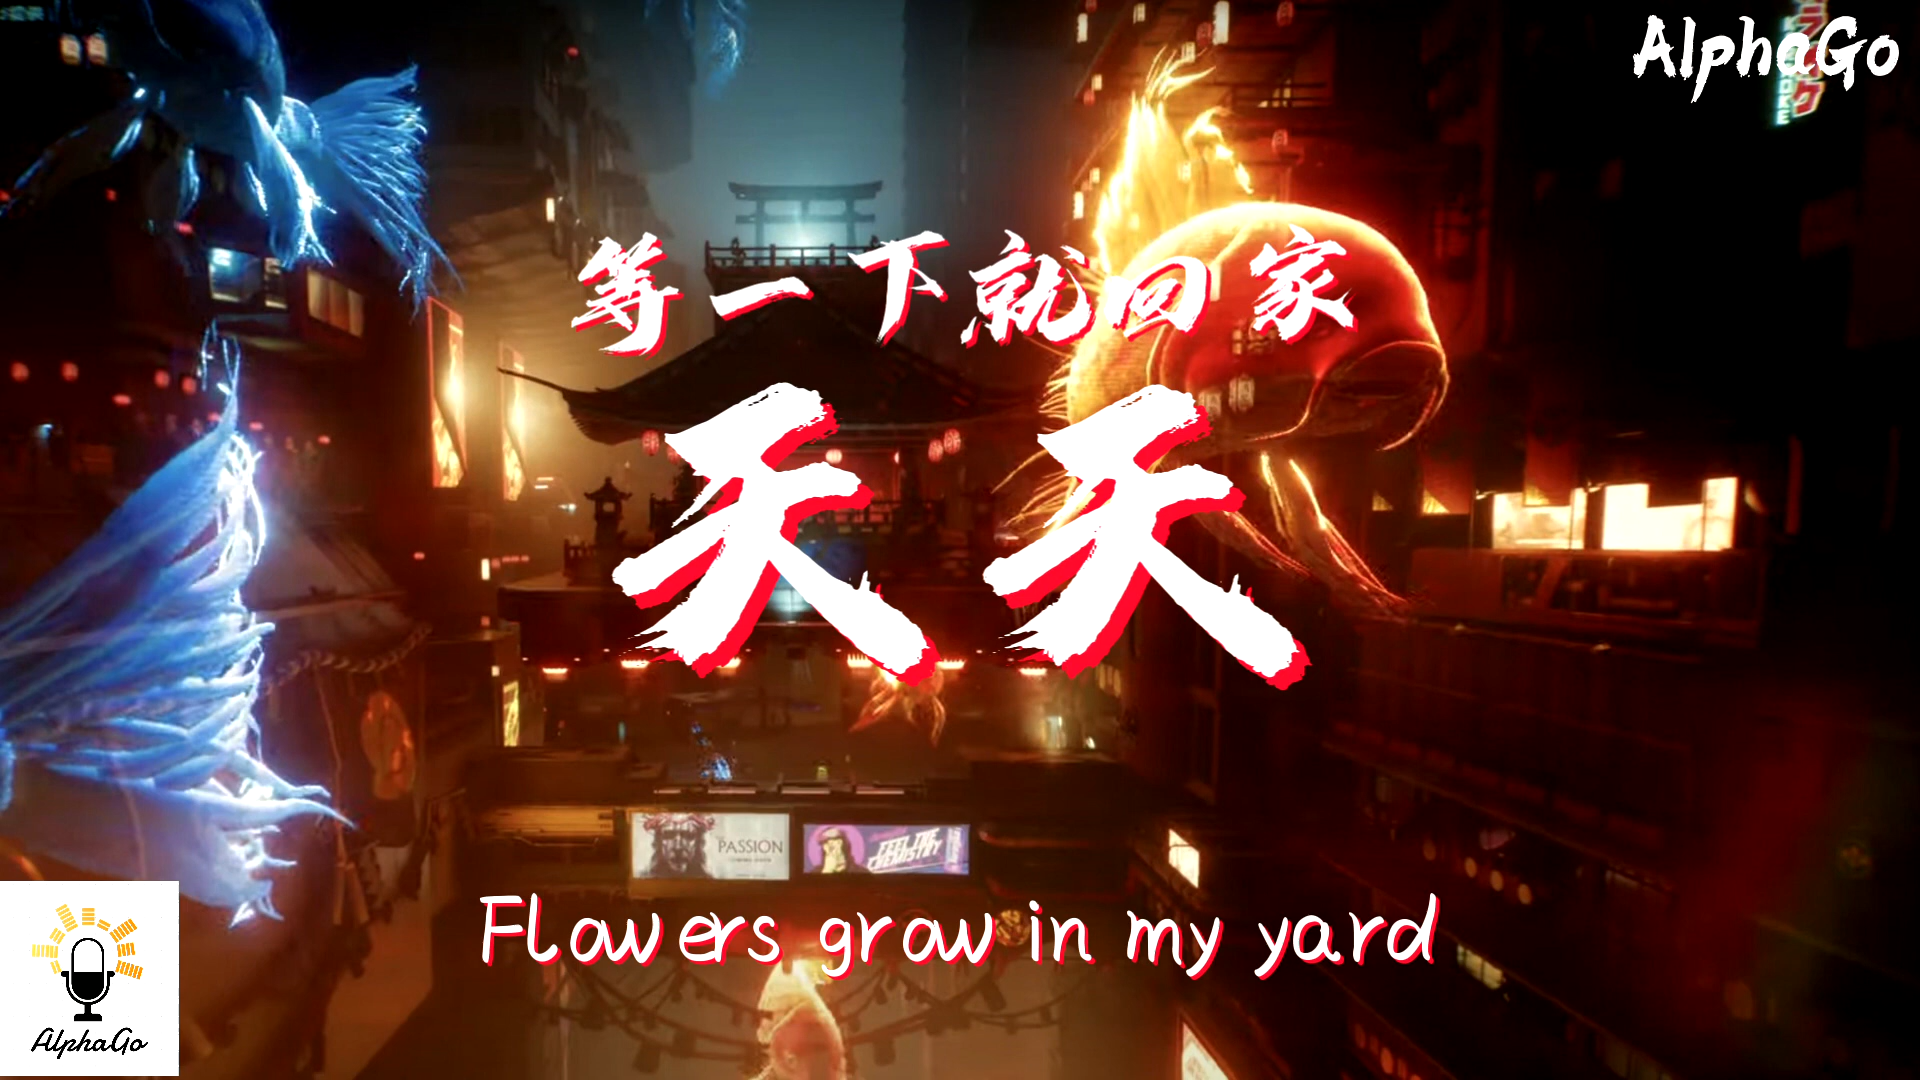 AlphaGo
等一下就回家
天天
PASSION
FEEL THE
CHEMISTRY
Flowers grow in my yard
AlphaGo